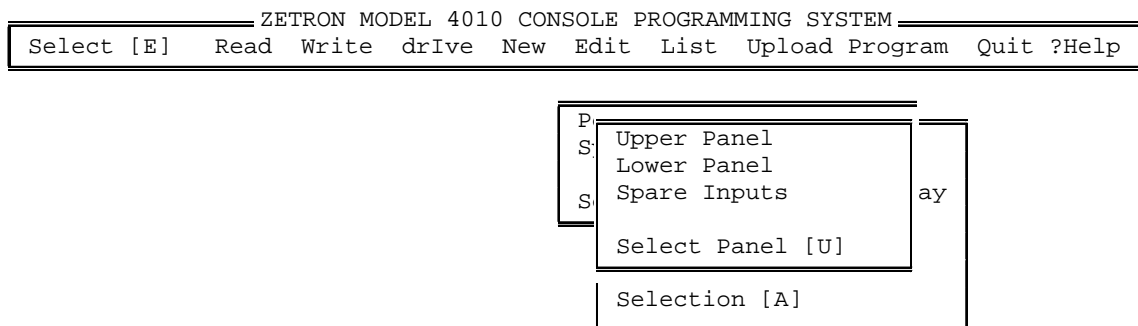 ZETRON MODEL 4010 CONSOLE PROGRAMMING SYSTEM
Select [E] Read Write drIve New Edit List Upload Program Quit ?Help
Upper Panel
Lower Panel
Spare Inputs
ay
Select Panel [U]
Selection [A]